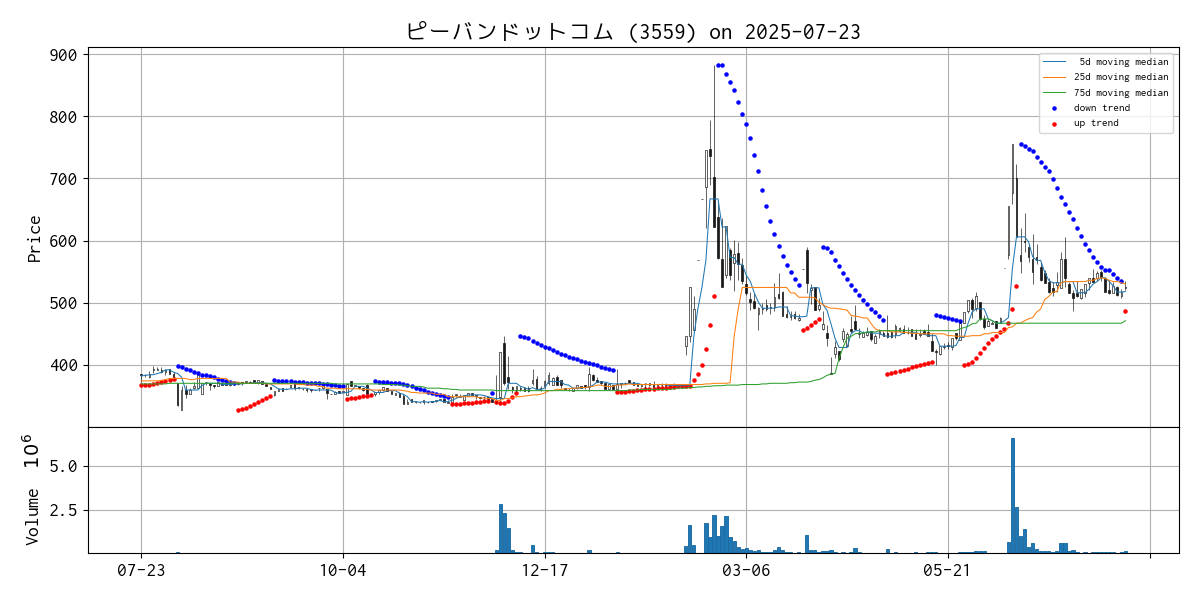 ピーバンドットコム (3559) on 2025-07-23
900
800
700
600
500
400
Price
5d moving median
25d moving median
75d moving median
down trend
up trend
5.0
2.5
Volume 10^6
07-23
10-04
12-17
03-06
05-21